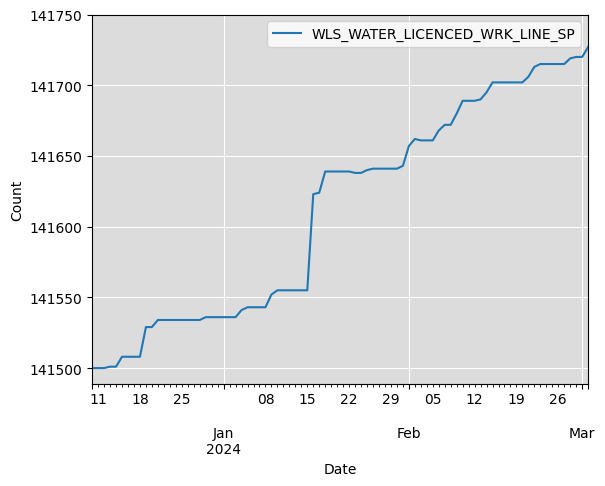 WLS_WATER_LICENCED_WRK_LINE_SP
141750
141700
141650
141600
141550
141500
Count
11 18 25 08 15 22 29 05 12 19 26
Jan Feb Mar
2024
Date